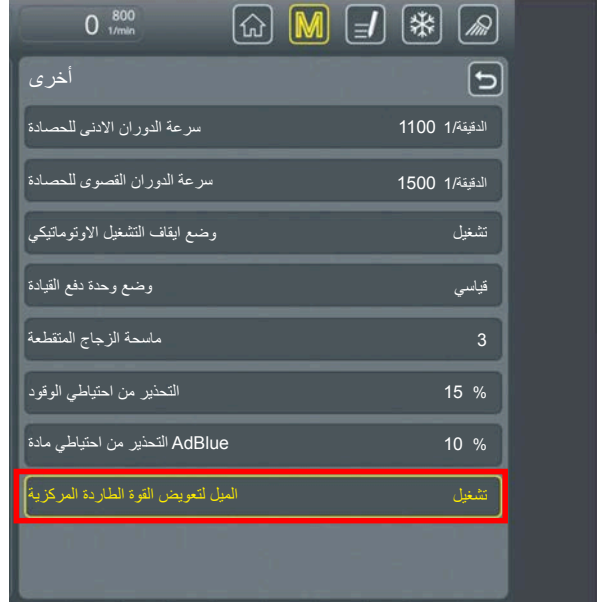 0 800 1/min
M
أخرى
سرعة الدوران الادنى للحصادة 1100 الدقيقة/1
سرعة الدوران القصوى للحصادة 1500 الدقيقة/1
وضع ايقاف التشغيل الاوتوماتيكي تشغيل
وضع وحدة دفع القيادة قياسي
ماسحة الزجاج المتقطعة 3
التحذير من احتياطي الوقود 15 %
التحذير من احتياطي مادة AdBlue 10 %
الميل لتعويض القوة الطاردة المركزية تشغيل